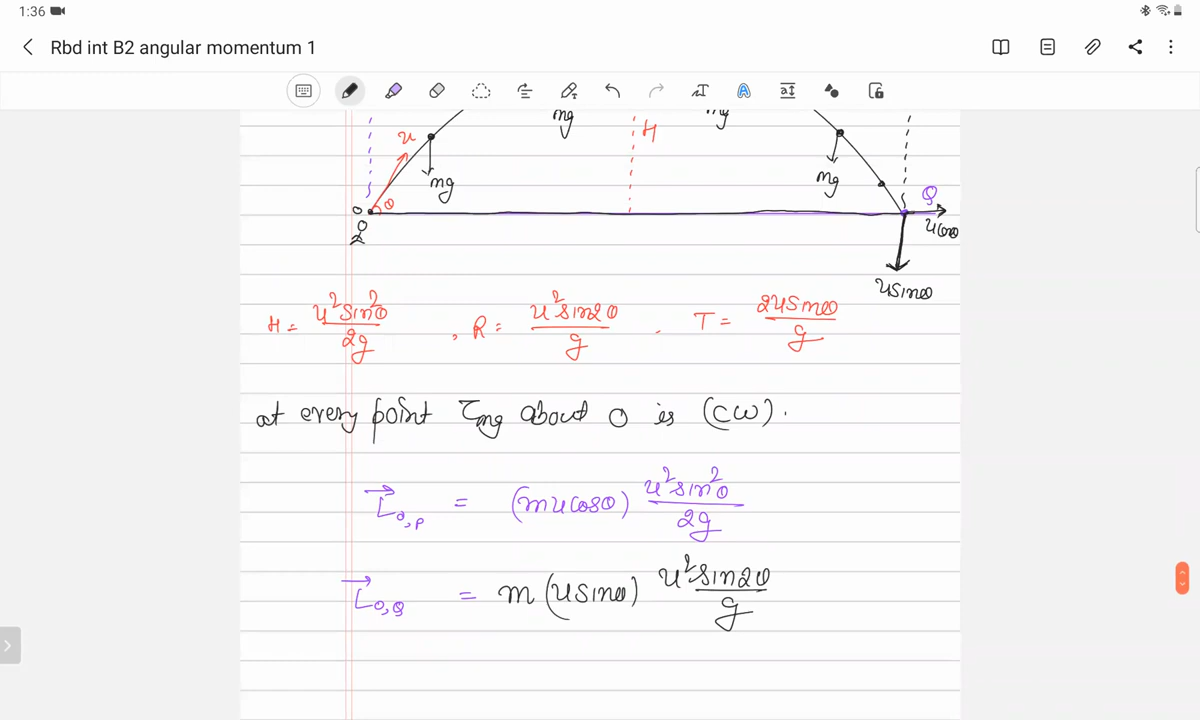 1:36
Rbd int B2 angular momentum 1
mg mg
u H
mg mg
θ Q
O
ucosθ
usinθ
H = u²sin²θ/2g , R = u²sin2θ/g , T = 2usinθ/g
at every point τmg about O is (CW).
L⃗O,P = (mucosθ) u²sin²θ/2g
L⃗O,Q = m(usinθ) u²sin2θ/g